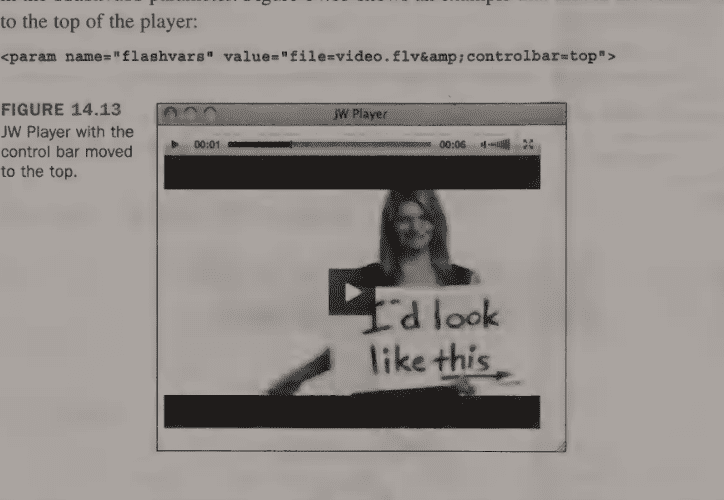 to the top of the player:
<param name="flashvars" value="file=video.flv&amp;controlbar=top">
FIGURE 14.13
JW Player with the
control bar moved
to the top.
JW Player
00:01
00:06
I'd look
like this